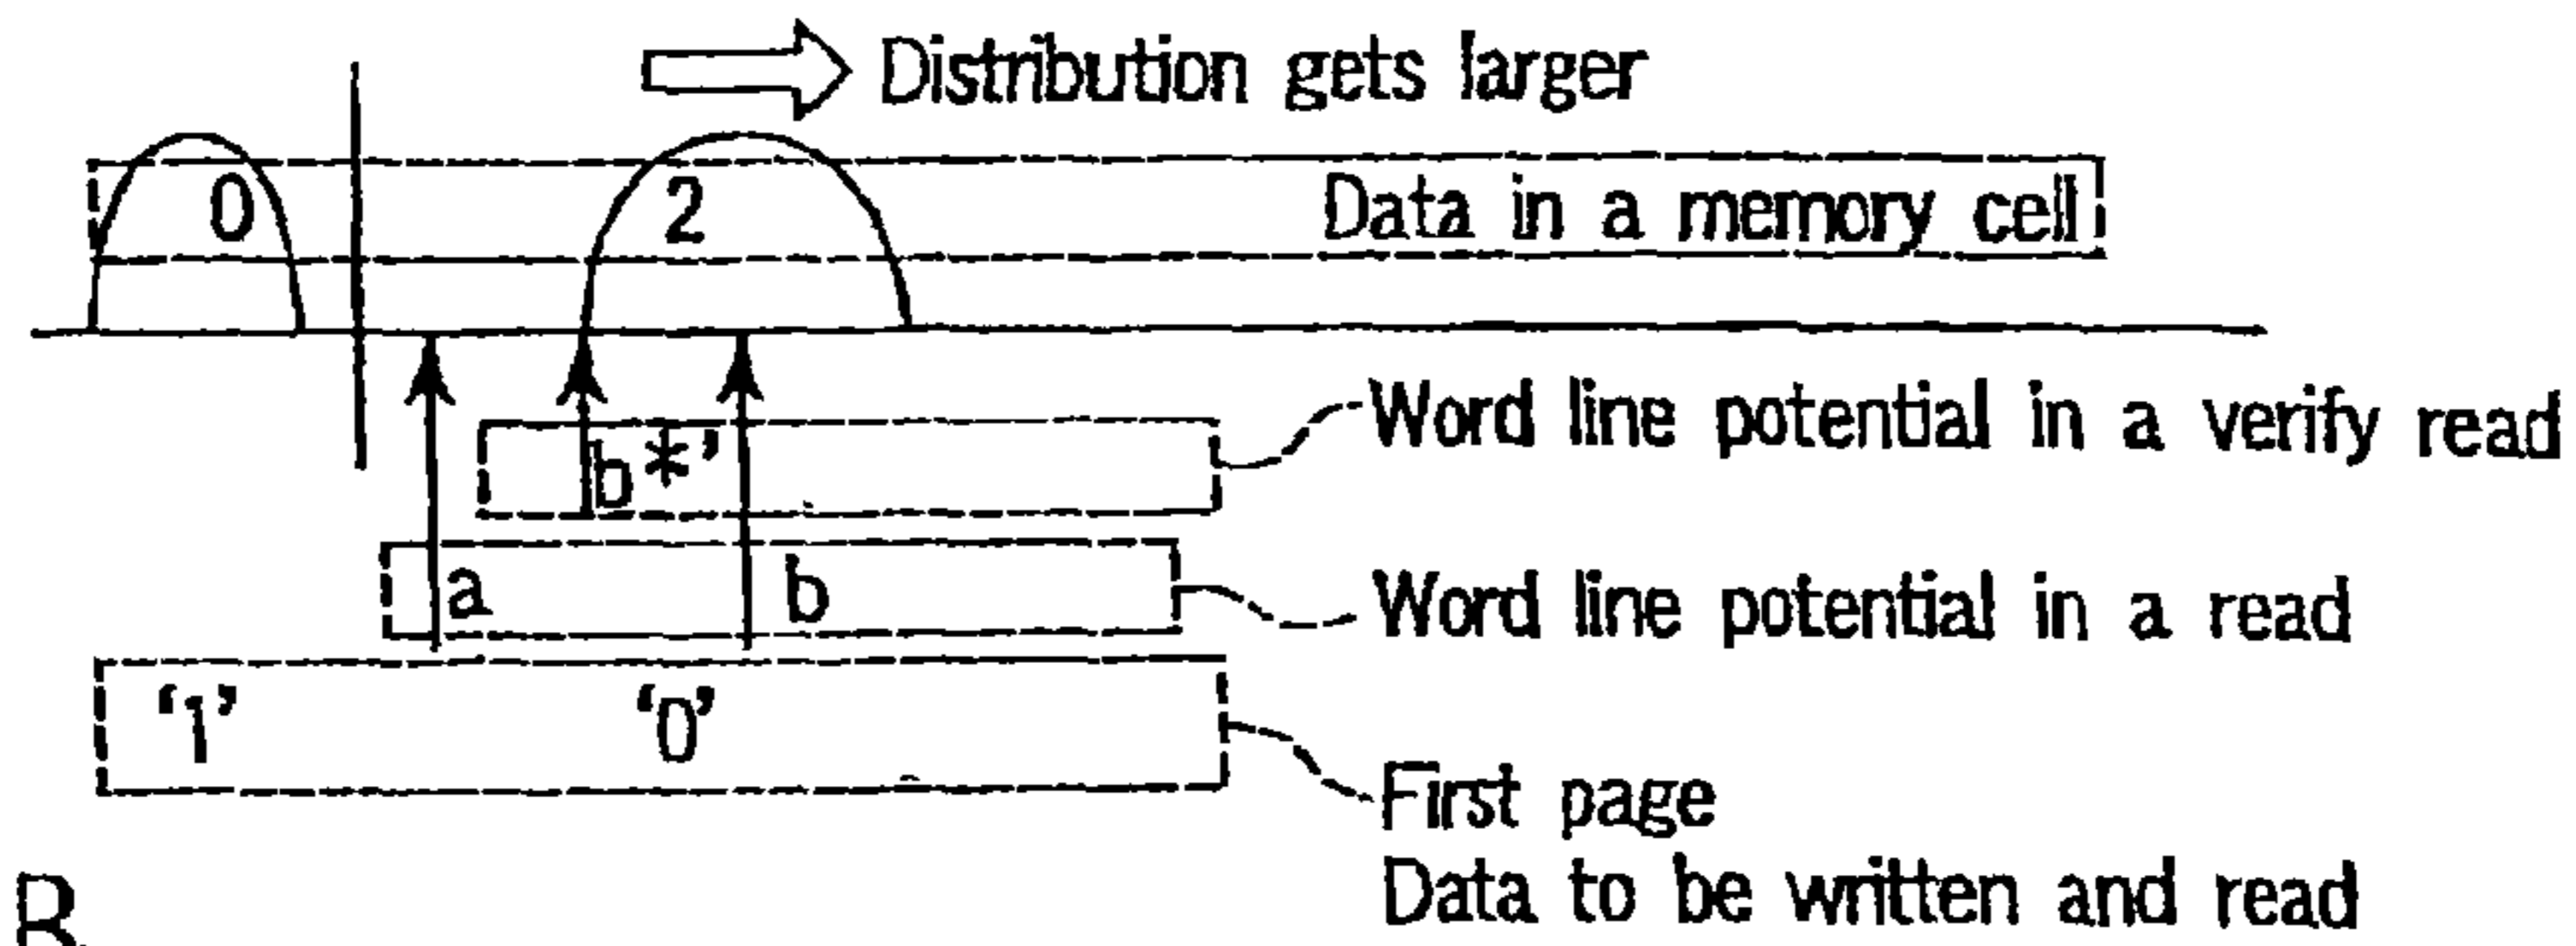 Distribution gets larger
0 2 Data in a memory cell
Word line potential in a verify read
b*'
a b Word line potential in a read
'1' '0'
First page
Data to be written and read
B